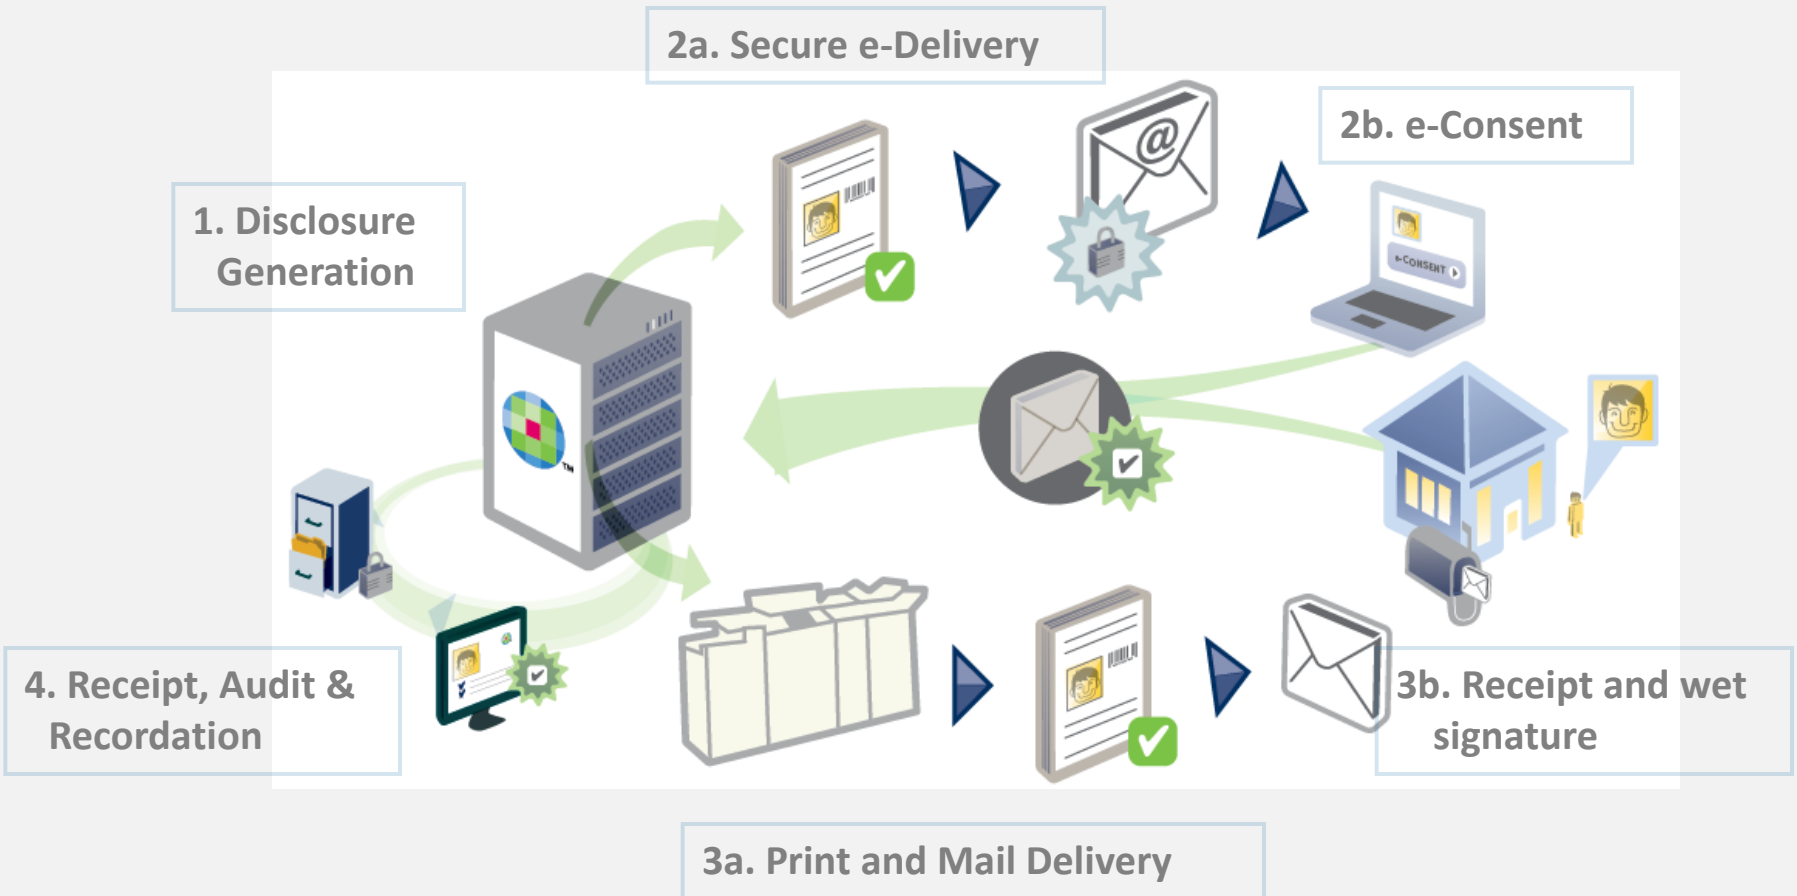 2a. Secure e-Delivery
2b. e-Consent
@
1. Disclosure
Generation
e-CONSENT
TM
4. Receipt, Audit &
Recordation
3b. Receipt and wet
signature
3a. Print and Mail Delivery